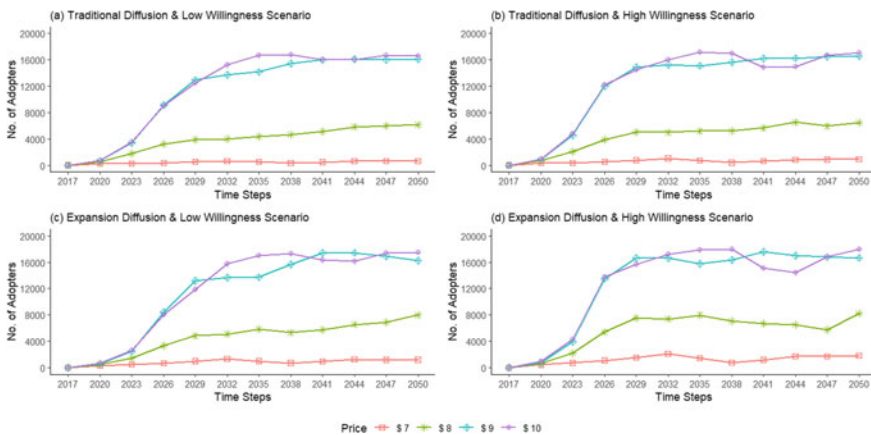 (a) Traditional Diffusion & Low Willingness Scenario
20000
16000
12000
8000
4000
0
No. of Adopters
2017 2020 2023 2026 2029 2032 2035 2038 2041 2044 2047 2050
Time Steps
(b) Traditional Diffusion & High Willingness Scenario
20000
16000
12000
8000
4000
0
No. of Adopters
2017 2020 2023 2026 2029 2032 2035 2038 2041 2044 2047 2050
Time Steps
(c) Expansion Diffusion & Low Willingness Scenario
20000
16000
12000
8000
4000
0
No. of Adopters
2017 2020 2023 2026 2029 2032 2035 2038 2041 2044 2047 2050
Time Steps
(d) Expansion Diffusion & High Willingness Scenario
20000
16000
12000
8000
4000
0
No. of Adopters
2017 2020 2023 2026 2029 2032 2035 2038 2041 2044 2047 2050
Time Steps
Price $ 7 $ 8 $ 9 $ 10